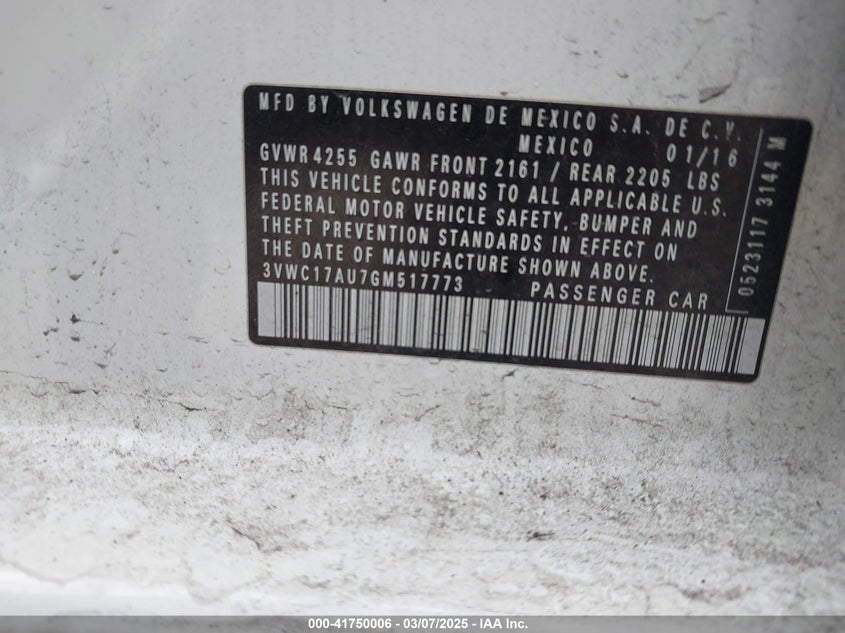 MFD BY VOLKSWAGEN DE MEXICO S.A. DE C.V.
MEXICO 01/16
GVWR 4255 GAWR FRONT 2161 / REAR 2205 LBS
THIS VEHICLE CONFORMS TO ALL APPLICABLE U.S.
FEDERAL MOTOR VEHICLE SAFETY, BUMPER AND
THEFT PREVENTION STANDARDS IN EFFECT ON
THE DATE OF MANUFACTURE SHOWN ABOVE.
3VWC17AU7GM517773 PASSENGER CAR
05231117 3144 M
000-41750006 - 03/07/2025 - IAA Inc.